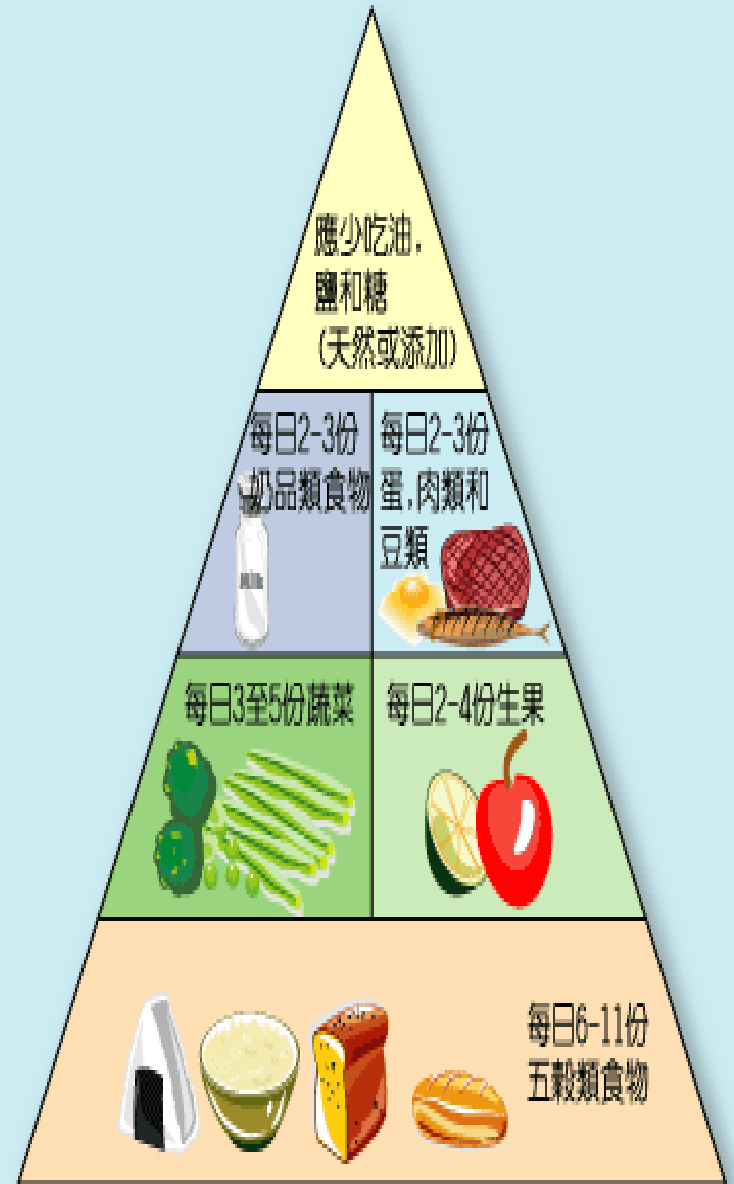 應少吃油.
鹽和糖
(天然或添加)
每日2-3份
奶品類食物
每日2-3份
蛋.肉類和
豆類
每日3至5份蔬菜
每日2-4份生果
每日6-11份
五穀類食物